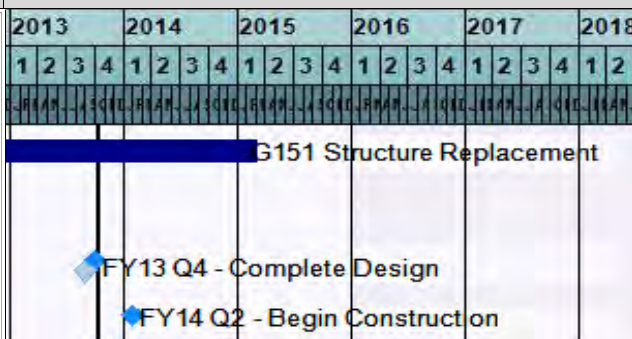 2013 2014 2015 2016 2017 2018
1 2 3 4 1 2 3 4 1 2 3 4 1 2 3 4 1 2 3 4 1 2
G151 Structure Replacement
FY13 Q4 - Complete Design
FY14 Q2 - Begin Construction